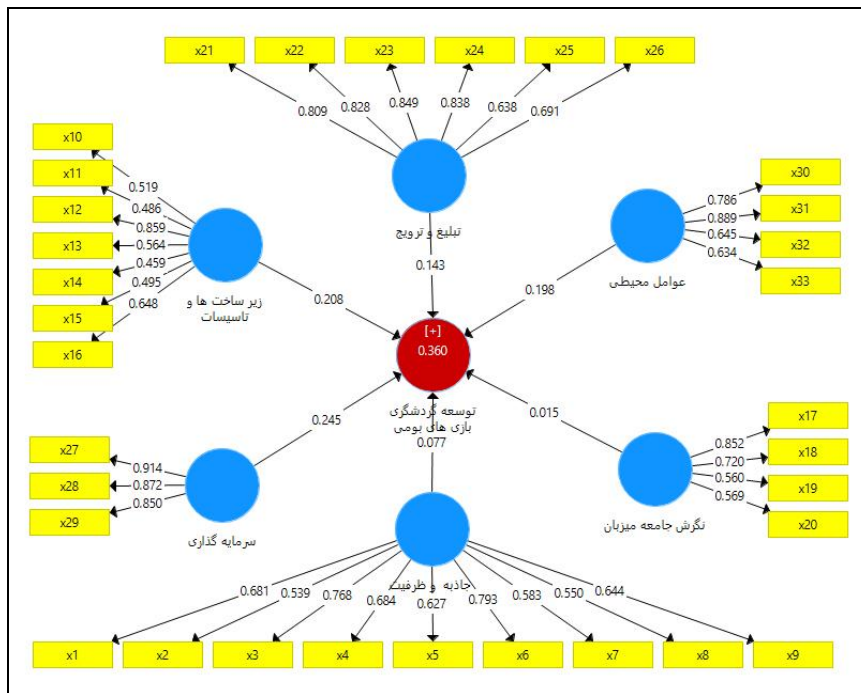 x21 x22 x23 x24 x25 x26
0.809 0.828 0.849 0.838 0.638 0.691
x10
x11
x12
x13
x14
x15
x16
0.519
0.486
0.859
0.564
0.459
0.495
0.648
زیر ساخت ها و
تاسیسات
0.208
تبلیغ و ترویج
0.143
x30
x31
x32
x33
0.786
0.889
0.645
0.634
عوامل محیطی
0.198
[+]
0.360
توسعه گردشگری
بازی های بومی
x27
x28
x29
0.914
0.872
0.850
سرمایه گذاری
0.245
0.077
0.015
x17
x18
x19
x20
0.852
0.720
0.560
0.569
نگرش جامعه میزبان
جاذبه و ظرفیت
0.681 0.539 0.768 0.684 0.627 0.793 0.583 0.550 0.644
x1 x2 x3 x4 x5 x6 x7 x8 x9